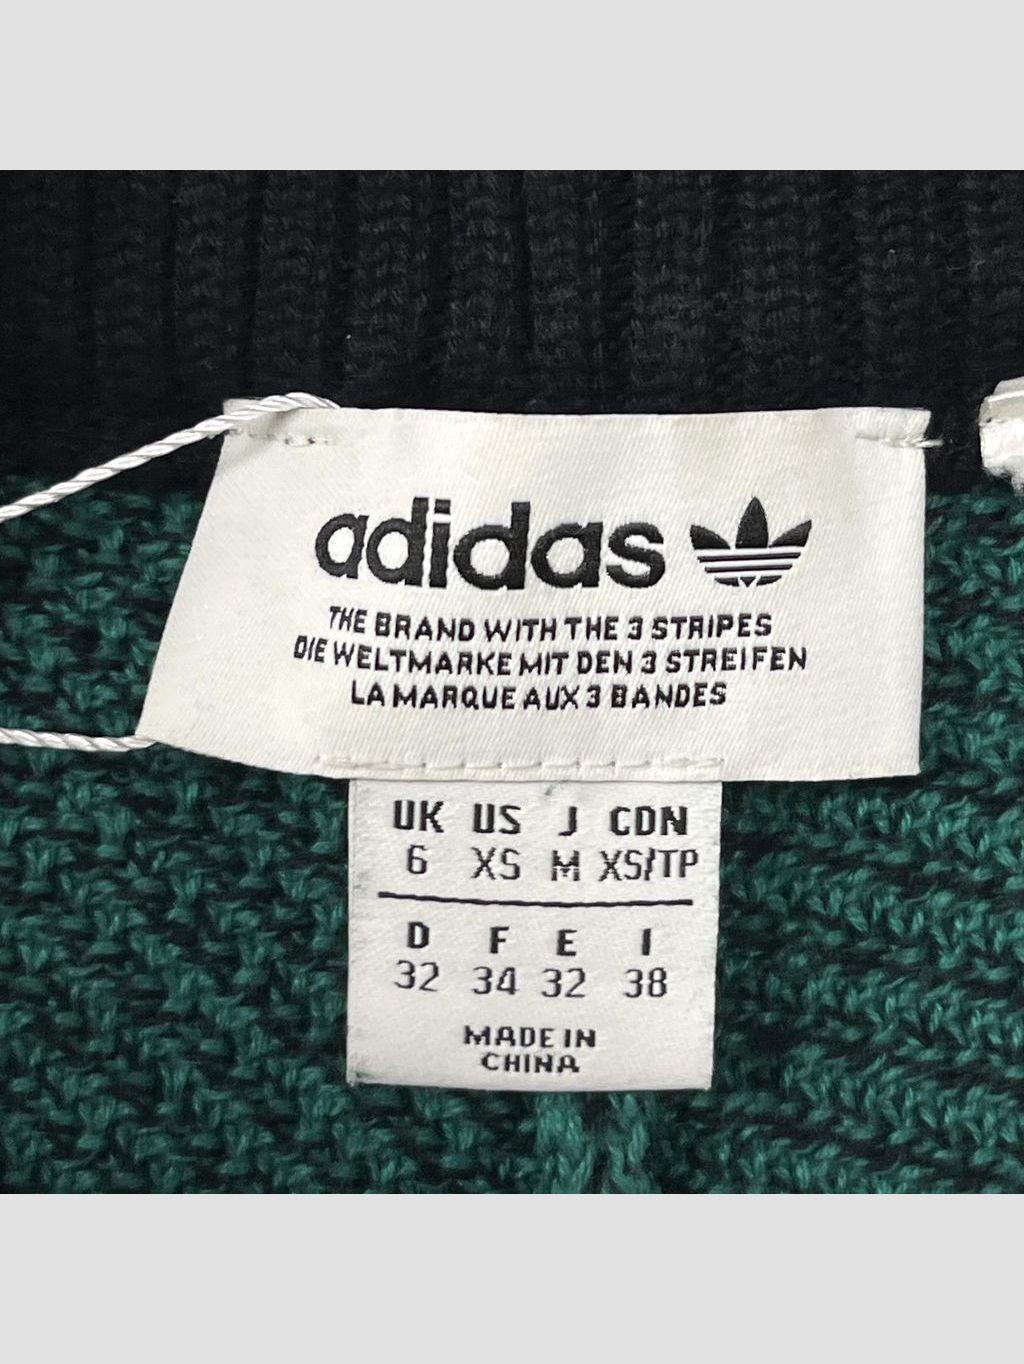 adidas
THE BRAND WITH THE 3 STRIPES
DIE WELTMARKE MIT DEN 3 STREIFEN
LA MARQUE AUX 3 BANDES
UK US J CDN
6 XS M XS/TP
D F E I
32 34 32 38
MADE IN
CHINA